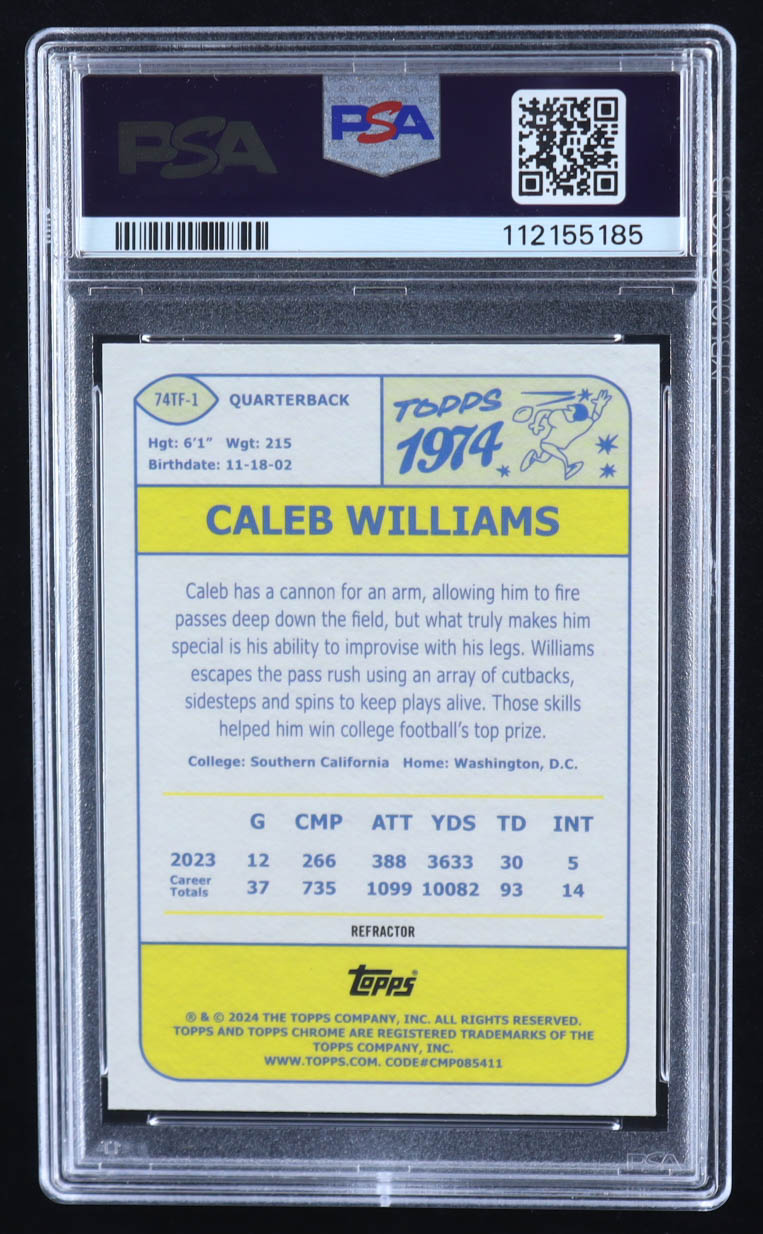 PSA
PSA
112155185
74TF-1 QUARTERBACK
Hgt: 6'1" Wgt: 215
Birthdate: 11-18-02
TOPPS
1974
CALEB WILLIAMS
Caleb has a cannon for an arm, allowing him to fire
passes deep down the field, but what truly makes him
special is his ability to improvise with his legs. Williams
escapes the pass rush using an array of cutbacks,
sidesteps and spins to keep plays alive. Those skills
helped him win college football's top prize.
College: Southern California Home: Washington, D.C.
G CMP ATT YDS TD INT
2023 12 266 388 3633 30 5
Career Totals 37 735 1099 10082 93 14
REFRACTOR
topps®
® & © 2024 THE TOPPS COMPANY, INC. ALL RIGHTS RESERVED.
TOPPS AND TOPPS CHROME ARE REGISTERED TRADEMARKS OF THE
TOPPS COMPANY, INC.
WWW.TOPPS.COM. CODE#CMP085411
PSA